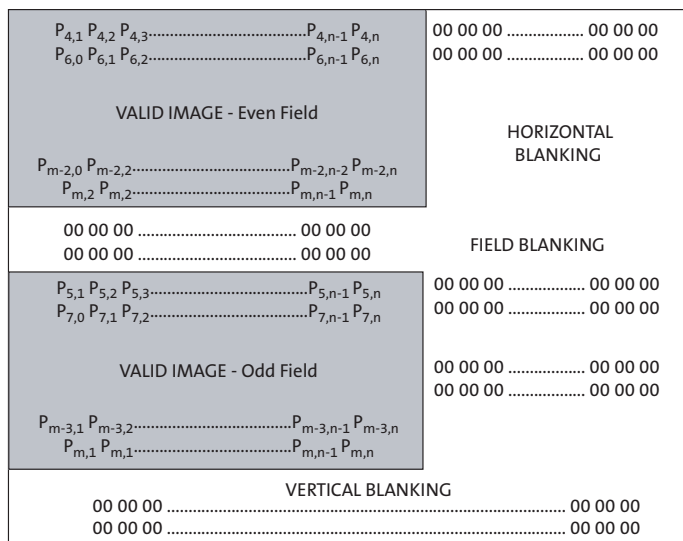 P4,1 P4,2 P4,3.....................................P4,n-1 P4,n 00 00 00 .................. 00 00 00
P6,0 P6,1 P6,2.....................................P6,n-1 P6,n 00 00 00 .................. 00 00 00
VALID IMAGE - Even Field
HORIZONTAL
BLANKING
Pm-2,0 Pm-2,2.....................................Pm-2,n-2 Pm-2,n
Pm,2 Pm,2.....................................Pm,n-1 Pm,n
00 00 00 ..................................... 00 00 00
00 00 00 ..................................... 00 00 00
FIELD BLANKING
P5,1 P5,2 P5,3.....................................P5,n-1 P5,n 00 00 00 .................. 00 00 00
P7,0 P7,1 P7,2.....................................P7,n-1 P7,n 00 00 00 .................. 00 00 00
VALID IMAGE - Odd Field 00 00 00 .................. 00 00 00
00 00 00 .................. 00 00 00
Pm-3,1 Pm-3,2.....................................Pm-3,n-1 Pm-3,n
Pm,1 Pm,1.....................................Pm,n-1 Pm,n
VERTICAL BLANKING
00 00 00 ............................................................................................. 00 00 00
00 00 00 ............................................................................................. 00 00 00